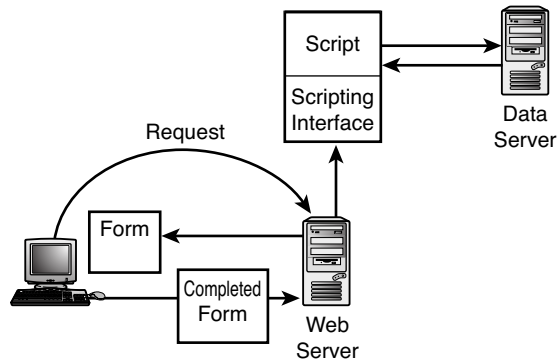 Script
Scripting
Interface
Data
Server
Request
Form
Completed
Form
Web
Server